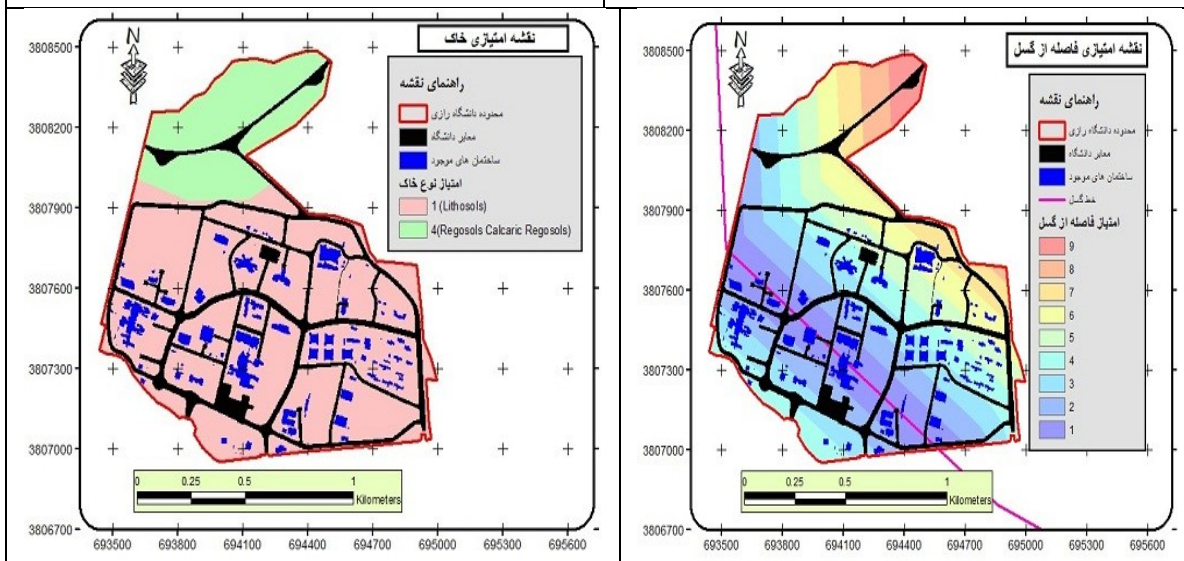 نقشه امتیازی خاک
N
راهنمای نقشه
محدوده دانشگاه رازی
معابر دانشگاه
ساختمان های موجود
امتیاز نوع خاک
1 (Lithosols)
4(Regosols Calcaric Regosols)
3808500
3808200
3807900
3807600
3807300
3807000
3806700
0 0.25 0.5 1
Kilometers
693500 693800 694100 694400 694700 695000 695300 695600
نقشه امتیازی فاصله از گسل
N
راهنمای نقشه
محدوده دانشگاه رازی
معابر دانشگاه
ساختمان های موجود
خط گسل
امتیاز فاصله از گسل
9
8
7
6
5
4
3
2
1
3808500
3808200
3807900
3807600
3807300
3807000
3806700
0 0.25 0.5 1
Kilometers
693500 693800 694100 694400 694700 695000 695300 695600